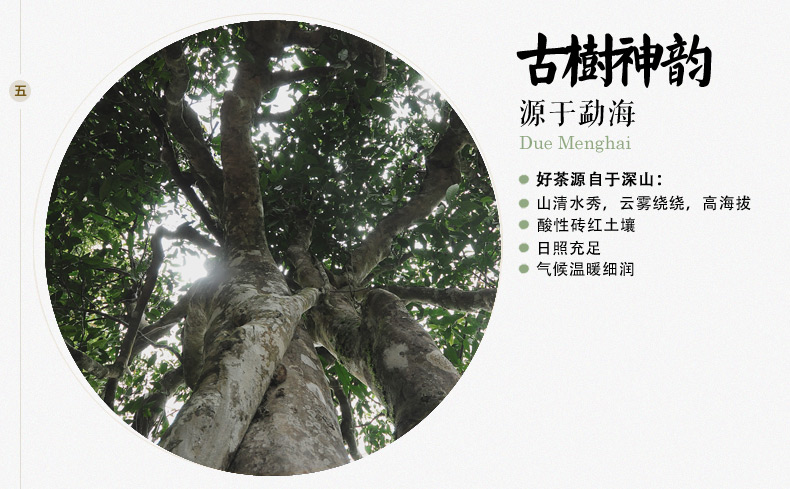 五
古樹神韵
源于勐海
Due Menghai
好茶源自于深山：
山清水秀，云雾绕绕，高海拔
酸性砖红土壤
日照充足
气候温暖细润